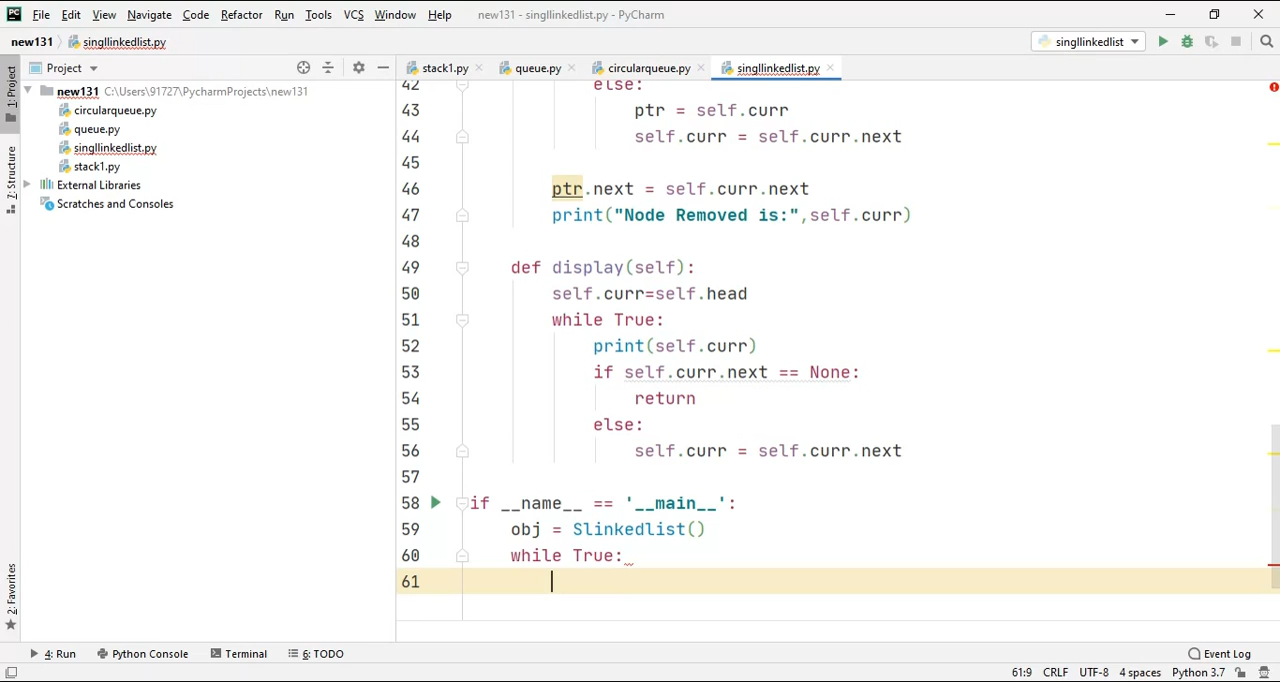 File Edit View Navigate Code Refactor Run Tools VCS Window Help new131 - singllinkedlist.py - PyCharm
new131 singllinkedlist.py singllinkedlist
Project stack1.py queue.py circularqueue.py singllinkedlist.py
1: Project
Z: Structure
2: Favorites
new131 C:\Users\91727\PycharmProjects\new131
circularqueue.py
queue.py
singllinkedlist.py
stack1.py
External Libraries
Scratches and Consoles
42 else:
43 ptr = self.curr
44 self.curr = self.curr.next
45
46 ptr.next = self.curr.next
47 print("Node Removed is:",self.curr)
48
49 def display(self):
50 self.curr=self.head
51 while True:
52 print(self.curr)
53 if self.curr.next == None:
54 return
55 else:
56 self.curr = self.curr.next
57
58 if __name__ == '__main__':
59 obj = Slinkedlist()
60 while True:
61
4: Run Python Console Terminal 6: TODO Event Log
61:9 CRLF UTF-8 4 spaces Python 3.7